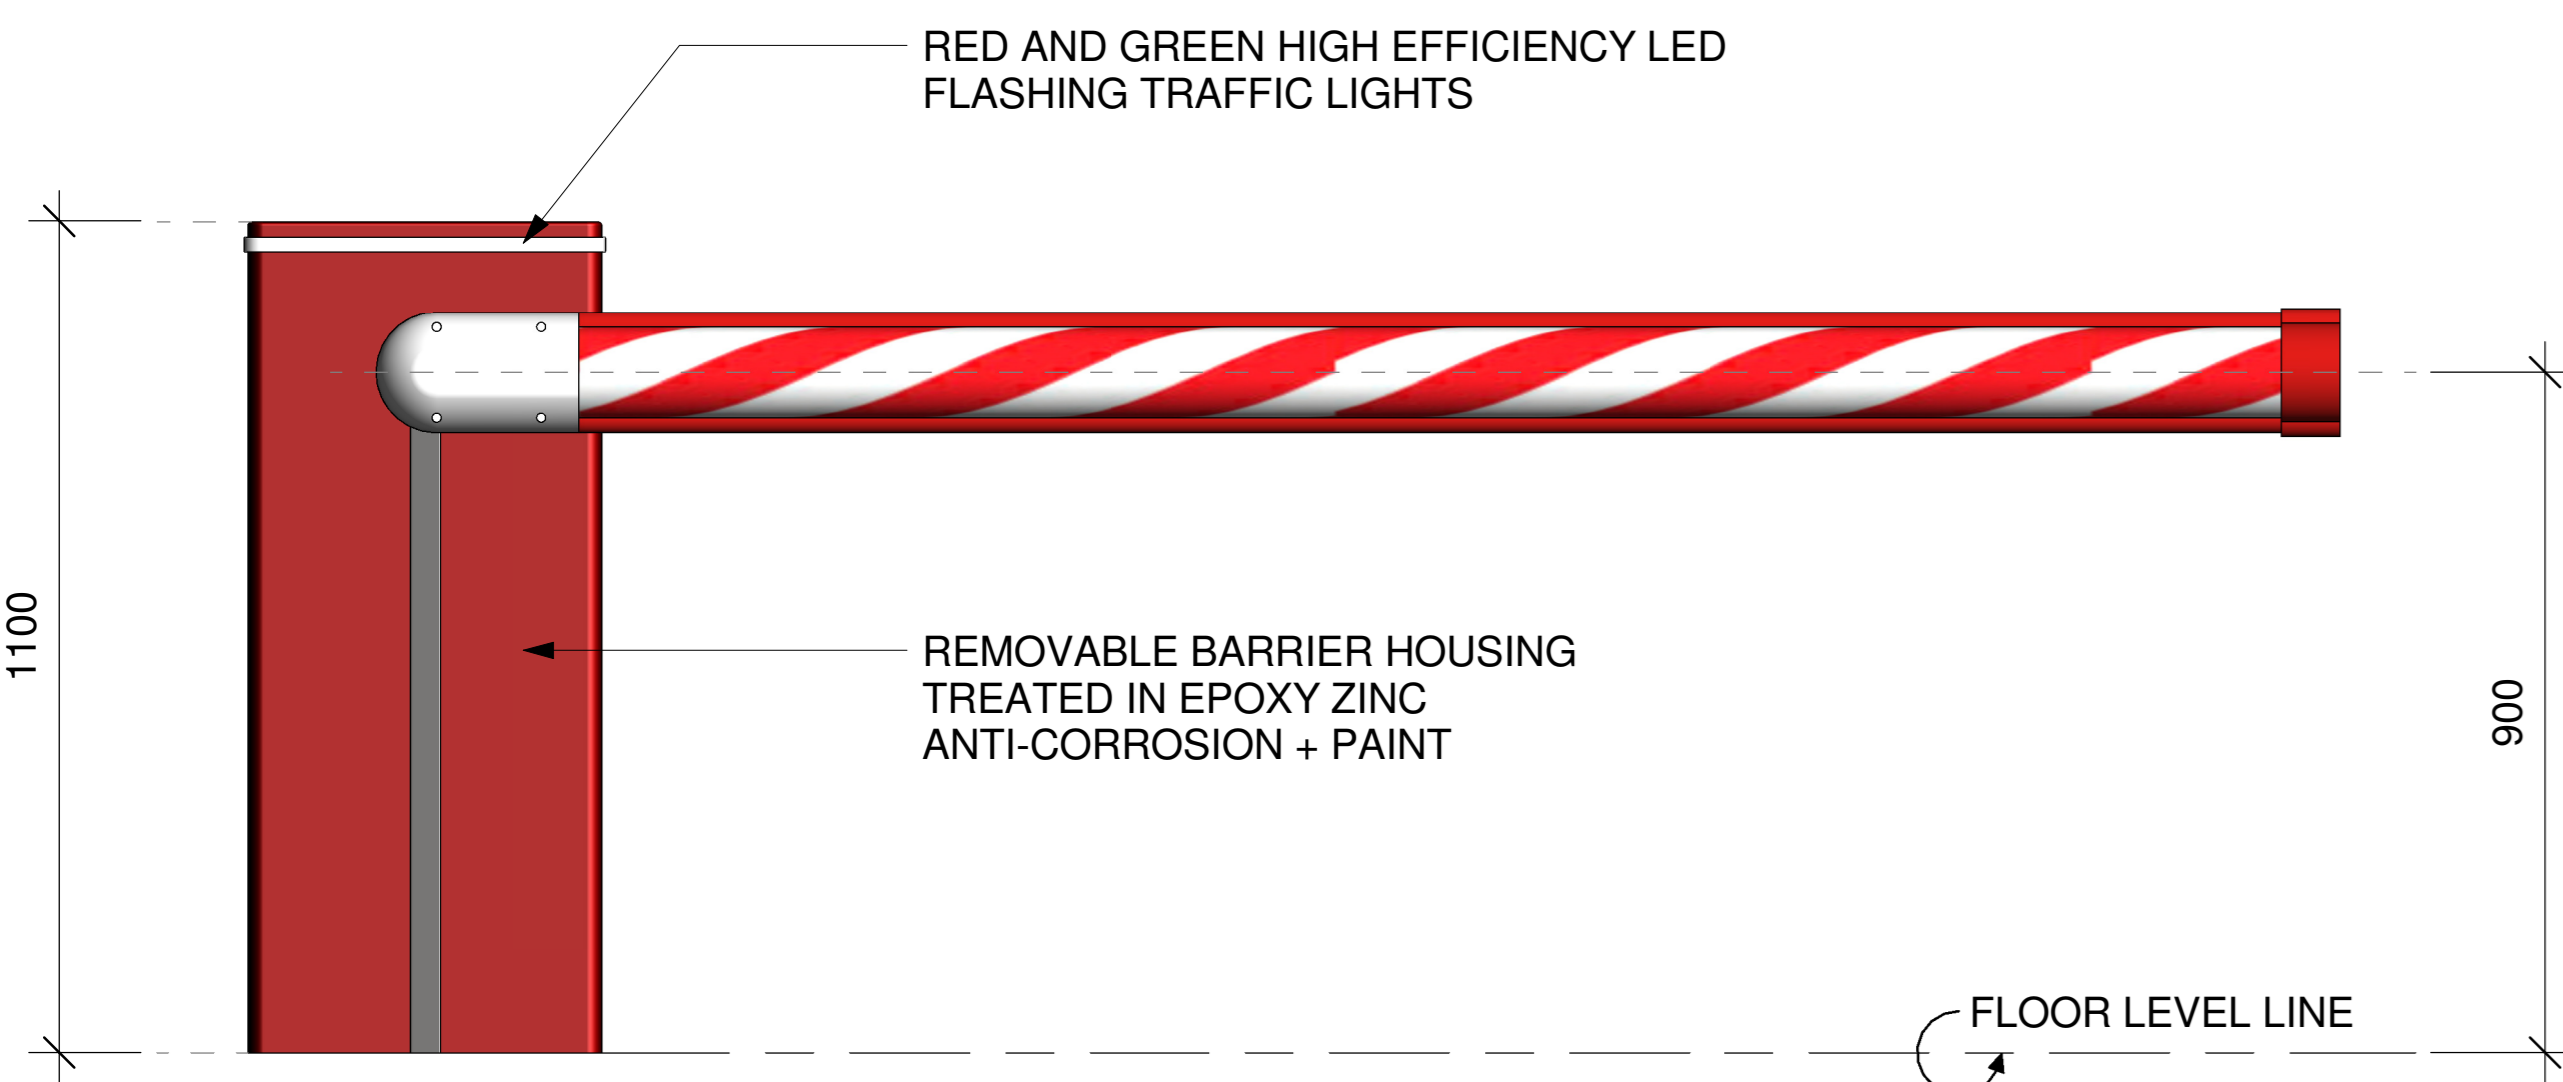 RED AND GREEN HIGH EFFICIENCY LED
FLASHING TRAFFIC LIGHTS
1100
REMOVABLE BARRIER HOUSING
TREATED IN EPOXY ZINC
ANTI-CORROSION + PAINT
900
FLOOR LEVEL LINE